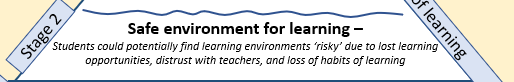 Stage 2
of learning
Safe environment for learning –
Students could potentially find learning environments ‘risky’ due to lost learning
opportunities, distrust with teachers, and loss of habits of learning